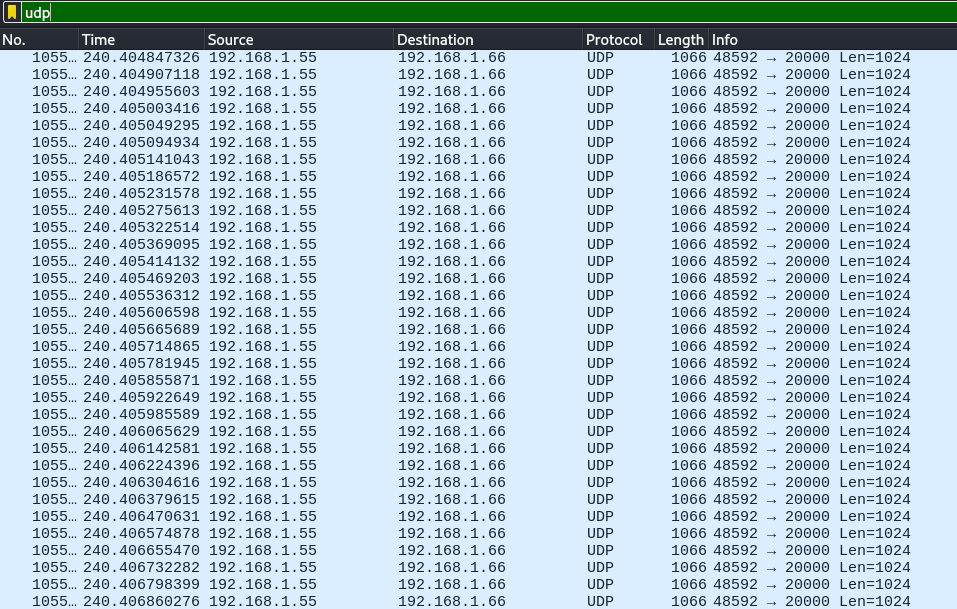 udp
No. Time Source Destination Protocol Length Info
1055… 240.404847326 192.168.1.55 192.168.1.66 UDP 1066 48592 → 20000 Len=1024
1055… 240.404907118 192.168.1.55 192.168.1.66 UDP 1066 48592 → 20000 Len=1024
1055… 240.404955603 192.168.1.55 192.168.1.66 UDP 1066 48592 → 20000 Len=1024
1055… 240.405003416 192.168.1.55 192.168.1.66 UDP 1066 48592 → 20000 Len=1024
1055… 240.405049295 192.168.1.55 192.168.1.66 UDP 1066 48592 → 20000 Len=1024
1055… 240.405094934 192.168.1.55 192.168.1.66 UDP 1066 48592 → 20000 Len=1024
1055… 240.405141043 192.168.1.55 192.168.1.66 UDP 1066 48592 → 20000 Len=1024
1055… 240.405186572 192.168.1.55 192.168.1.66 UDP 1066 48592 → 20000 Len=1024
1055… 240.405231578 192.168.1.55 192.168.1.66 UDP 1066 48592 → 20000 Len=1024
1055… 240.405275613 192.168.1.55 192.168.1.66 UDP 1066 48592 → 20000 Len=1024
1055… 240.405322514 192.168.1.55 192.168.1.66 UDP 1066 48592 → 20000 Len=1024
1055… 240.405369095 192.168.1.55 192.168.1.66 UDP 1066 48592 → 20000 Len=1024
1055… 240.405414132 192.168.1.55 192.168.1.66 UDP 1066 48592 → 20000 Len=1024
1055… 240.405469203 192.168.1.55 192.168.1.66 UDP 1066 48592 → 20000 Len=1024
1055… 240.405536312 192.168.1.55 192.168.1.66 UDP 1066 48592 → 20000 Len=1024
1055… 240.405606598 192.168.1.55 192.168.1.66 UDP 1066 48592 → 20000 Len=1024
1055… 240.405665689 192.168.1.55 192.168.1.66 UDP 1066 48592 → 20000 Len=1024
1055… 240.405714865 192.168.1.55 192.168.1.66 UDP 1066 48592 → 20000 Len=1024
1055… 240.405781945 192.168.1.55 192.168.1.66 UDP 1066 48592 → 20000 Len=1024
1055… 240.405855871 192.168.1.55 192.168.1.66 UDP 1066 48592 → 20000 Len=1024
1055… 240.405922649 192.168.1.55 192.168.1.66 UDP 1066 48592 → 20000 Len=1024
1055… 240.405985589 192.168.1.55 192.168.1.66 UDP 1066 48592 → 20000 Len=1024
1055… 240.406065629 192.168.1.55 192.168.1.66 UDP 1066 48592 → 20000 Len=1024
1055… 240.406142581 192.168.1.55 192.168.1.66 UDP 1066 48592 → 20000 Len=1024
1055… 240.406224396 192.168.1.55 192.168.1.66 UDP 1066 48592 → 20000 Len=1024
1055… 240.406304616 192.168.1.55 192.168.1.66 UDP 1066 48592 → 20000 Len=1024
1055… 240.406379615 192.168.1.55 192.168.1.66 UDP 1066 48592 → 20000 Len=1024
1055… 240.406470631 192.168.1.55 192.168.1.66 UDP 1066 48592 → 20000 Len=1024
1055… 240.406574878 192.168.1.55 192.168.1.66 UDP 1066 48592 → 20000 Len=1024
1055… 240.406655470 192.168.1.55 192.168.1.66 UDP 1066 48592 → 20000 Len=1024
1055… 240.406732282 192.168.1.55 192.168.1.66 UDP 1066 48592 → 20000 Len=1024
1055… 240.406798399 192.168.1.55 192.168.1.66 UDP 1066 48592 → 20000 Len=1024
1055… 240.406860276 192.168.1.55 192.168.1.66 UDP 1066 48592 → 20000 Len=1024